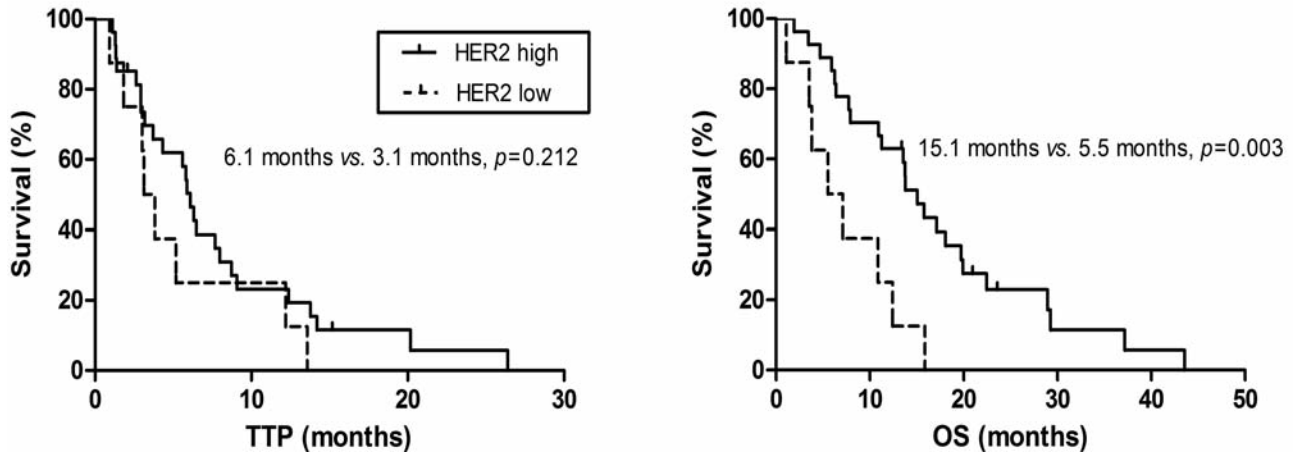 100
80
60
40
20
0
Survival (%)
HER2 high
HER2 low
6.1 months vs. 3.1 months, p=0.212
0 10 20 30
TTP (months)
100
80
60
40
20
0
Survival (%)
15.1 months vs. 5.5 months, p=0.003
0 10 20 30 40 50
OS (months)